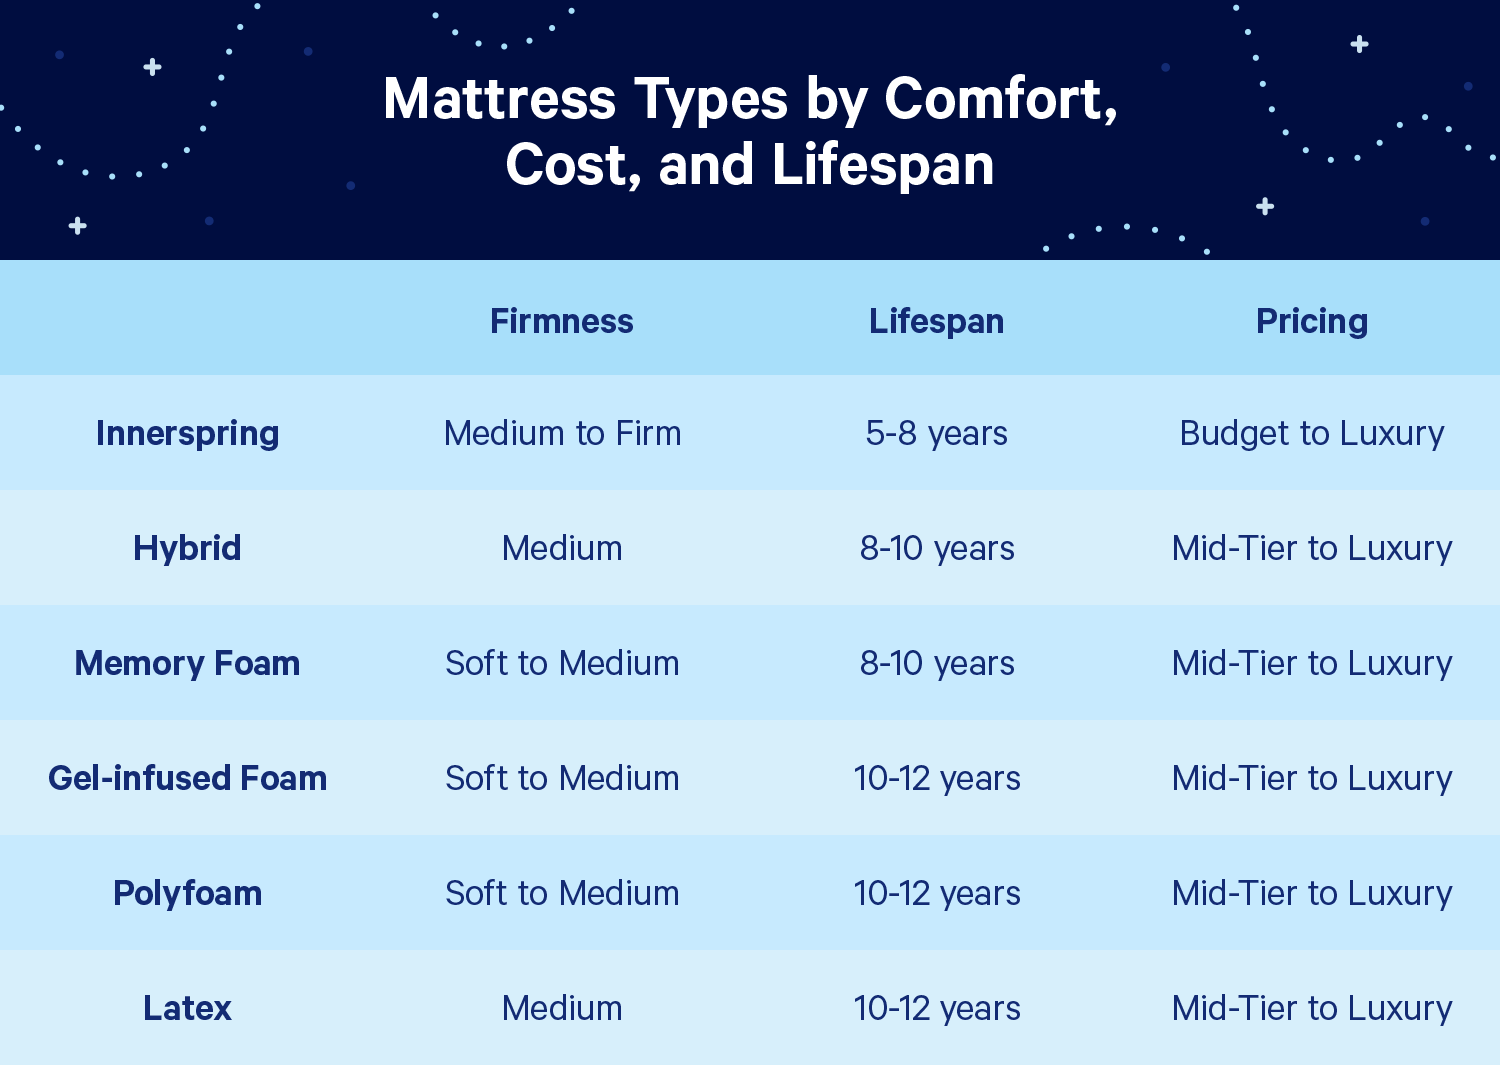 Mattress Types by Comfort,
Cost, and Lifespan
Firmness Lifespan Pricing
Innerspring Medium to Firm 5-8 years Budget to Luxury
Hybrid Medium 8-10 years Mid-Tier to Luxury
Memory Foam Soft to Medium 8-10 years Mid-Tier to Luxury
Gel-infused Foam Soft to Medium 10-12 years Mid-Tier to Luxury
Polyfoam Soft to Medium 10-12 years Mid-Tier to Luxury
Latex Medium 10-12 years Mid-Tier to Luxury